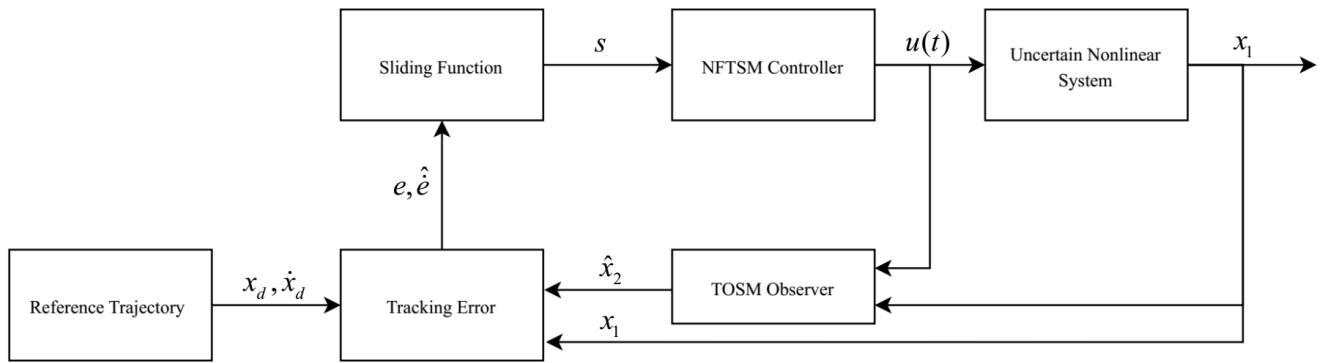 Sliding Function
s
NFTSM Controller
u(t)
Uncertain Nonlinear
System
x₁
e, ê̇
Reference Trajectory
x_d, ẋ_d
Tracking Error
x̂₂
TOSM Observer
x₁